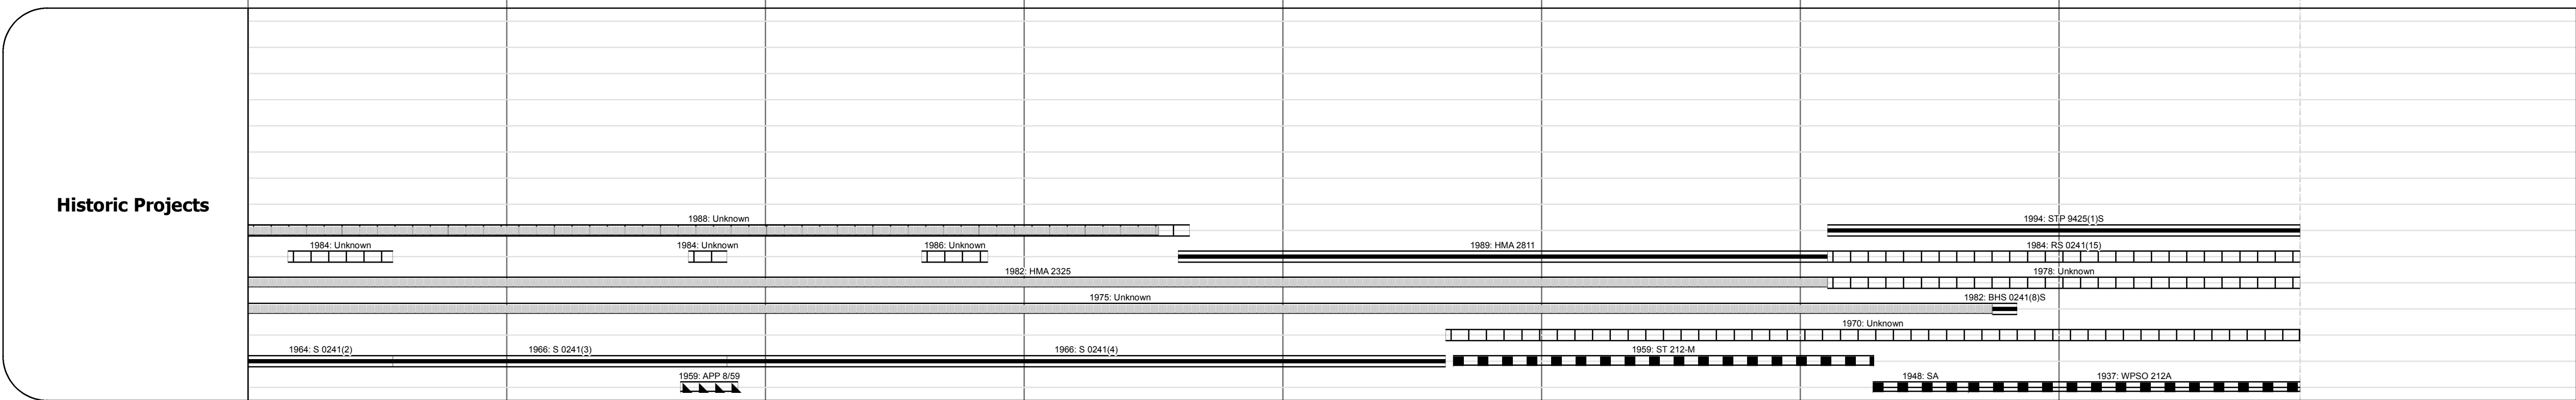 Historic Projects
1988: Unknown
1994: STP 9425(1)S
1984: Unknown
1984: Unknown
1986: Unknown
1989: HMA 2811
1984: RS 0241(15)
1982: HMA 2325
1978: Unknown
1975: Unknown
1982: BHS 0241(8)S
1970: Unknown
1964: S 0241(2)
1966: S 0241(3)
1966: S 0241(4)
1959: ST 212-M
1959: APP 8/59
1948: SA
1937: WPSO 212A